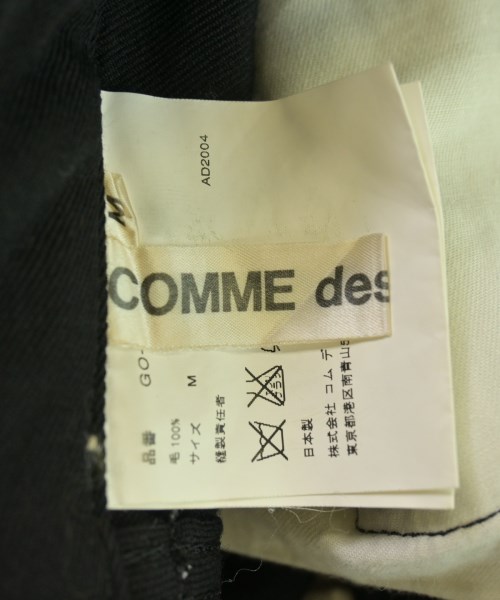 AD2004
M
COMME des
品番 GO-
毛 100%
サイズ M
縫製責任者
日本製
株式会社 コム デ
東京都港区南青山5